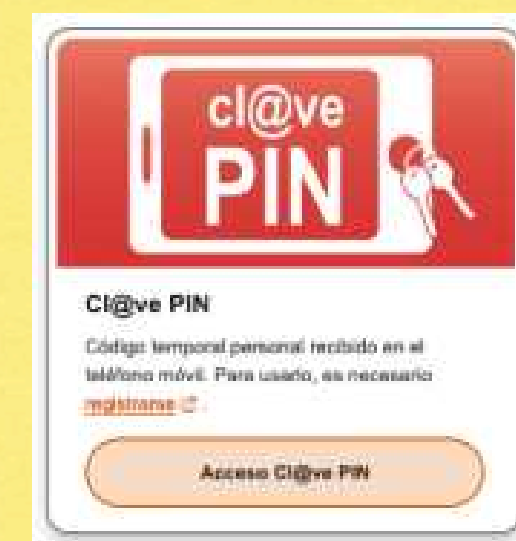 cl@ve
PIN
Cl@ve PIN
Código temporal personal recibido en el
teléfono móvil. Para usarlo, es necesario
registrarse
Acceso Cl@ve PIN